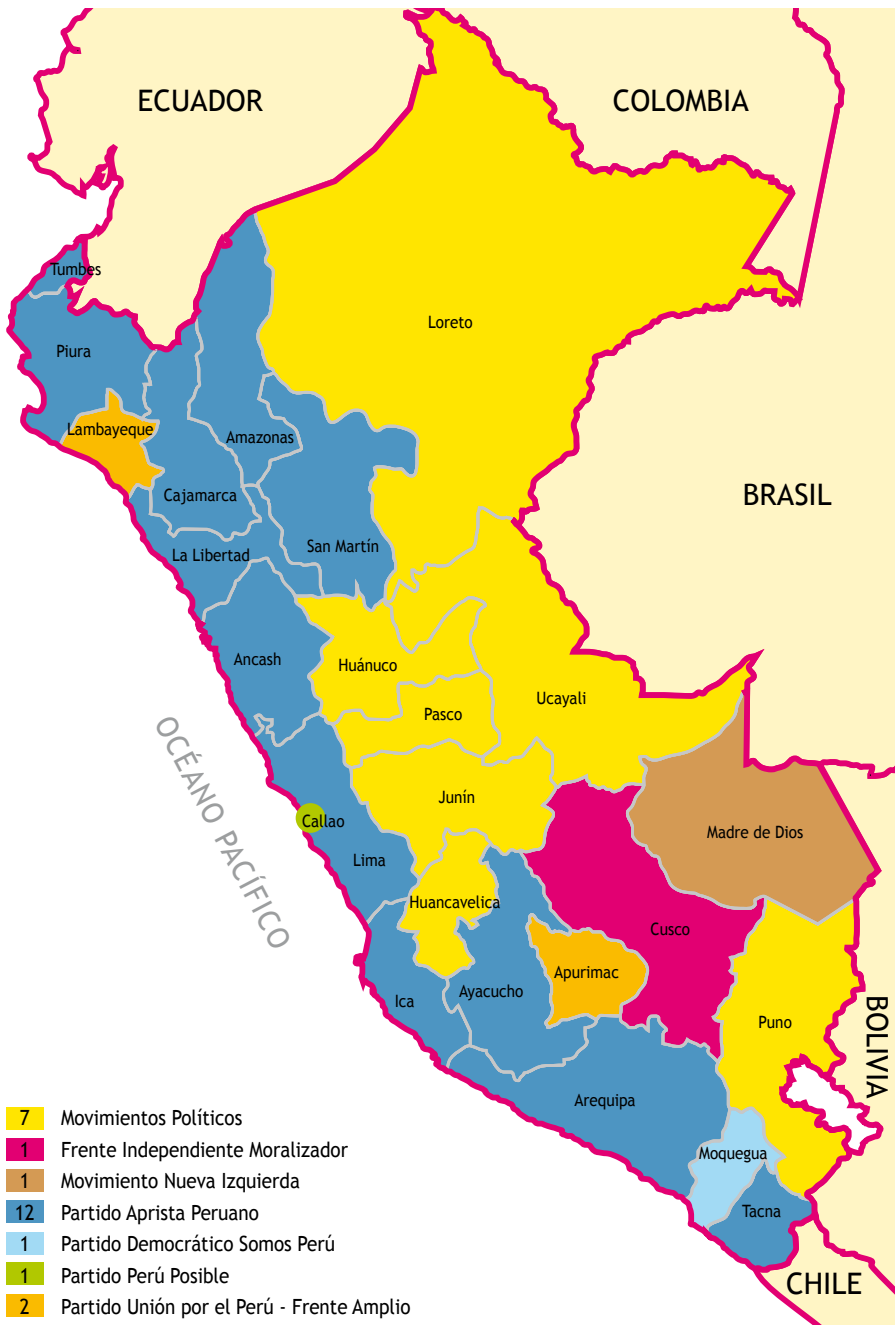 ECUADOR
COLOMBIA
Tumbes
Loreto
Piura
Lambayeque
Amazonas
Cajamarca
BRASIL
San Martín
La Libertad
Ancash
Huánuco
Ucayali
Pasco
OCÉANO PACÍFICO
Junín
Callao
Madre de Dios
Lima
Huancavelica
Cusco
Apurimac
Ayacucho
Ica
Puno
BOLIVIA
Arequipa
Moquegua
Tacna
CHILE
7 Movimientos Políticos
1 Frente Independiente Moralizador
1 Movimiento Nueva Izquierda
12 Partido Aprista Peruano
1 Partido Democrático Somos Perú
1 Partido Perú Posible
2 Partido Unión por el Perú - Frente Amplio